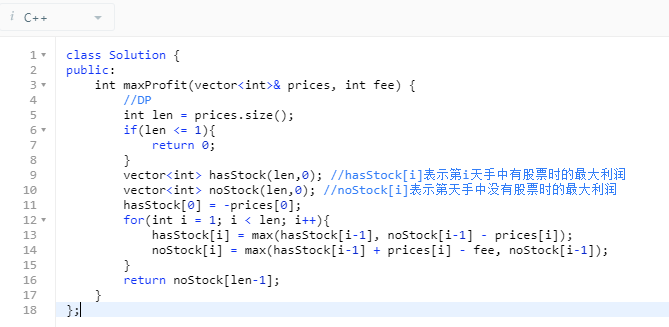 i C++
1 class Solution {
2 public:
3 int maxProfit(vector<int>& prices, int fee) {
4 //DP
5 int len = prices.size();
6 if(len <= 1){
7 return 0;
8 }
9 vector<int> hasStock(len,0); //hasStock[i]表示第i天手中有股票时的最大利润
10 vector<int> noStock(len,0); //noStock[i]表示第天手中没有股票时的最大利润
11 hasStock[0] = -prices[0];
12 for(int i = 1; i < len; i++){
13 hasStock[i] = max(hasStock[i-1], noStock[i-1] - prices[i]);
14 noStock[i] = max(hasStock[i-1] + prices[i] - fee, noStock[i-1]);
15 }
16 return noStock[len-1];
17 }
18 };